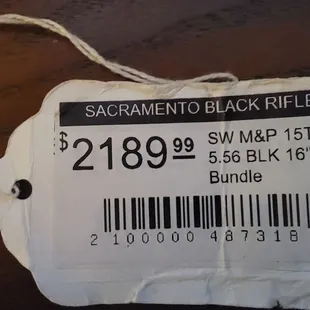 SACRAMENTO BLACK RIFLE
$2189.99
SW M&P 15T
5.56 BLK 16"
Bundle
2 100000 487318